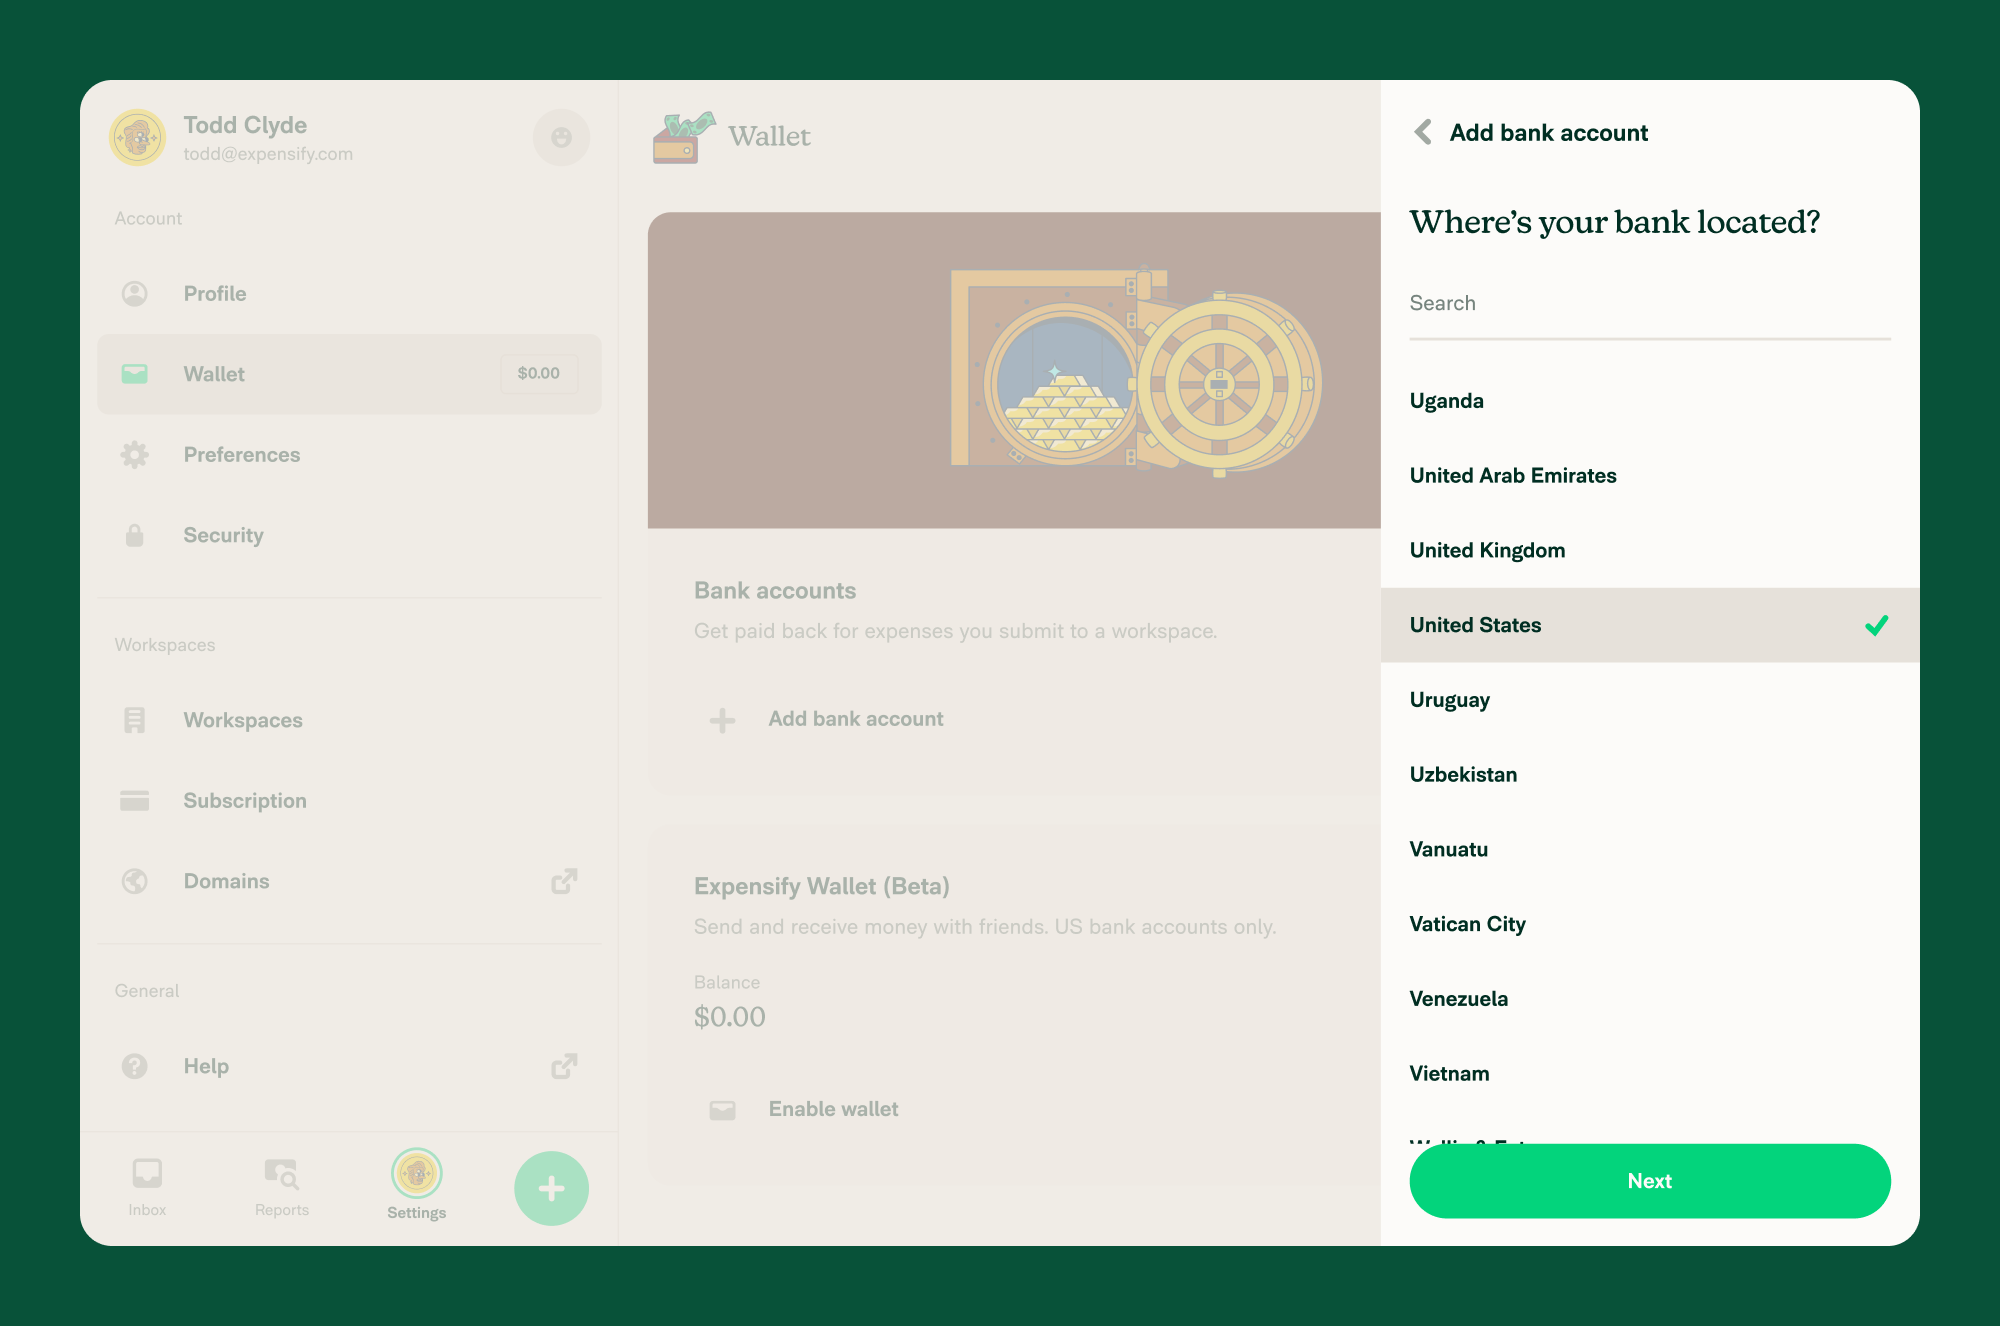 Todd Clyde
todd@expensify.com
Account
Profile
Wallet
$0.00
Preferences
Security
Workspaces
Workspaces
Subscription
Domains
General
Help
Inbox
Reports
Settings
Wallet
Bank accounts
Get paid back for expenses you submit to a workspace.
Add bank account
Expensify Wallet (Beta)
Send and receive money with friends. US bank accounts only.
Balance
$0.00
Enable wallet
Add bank account
Where's your bank located?
Search
Uganda
United Arab Emirates
United Kingdom
United States
Uruguay
Uzbekistan
Vanuatu
Vatican City
Venezuela
Vietnam
Next